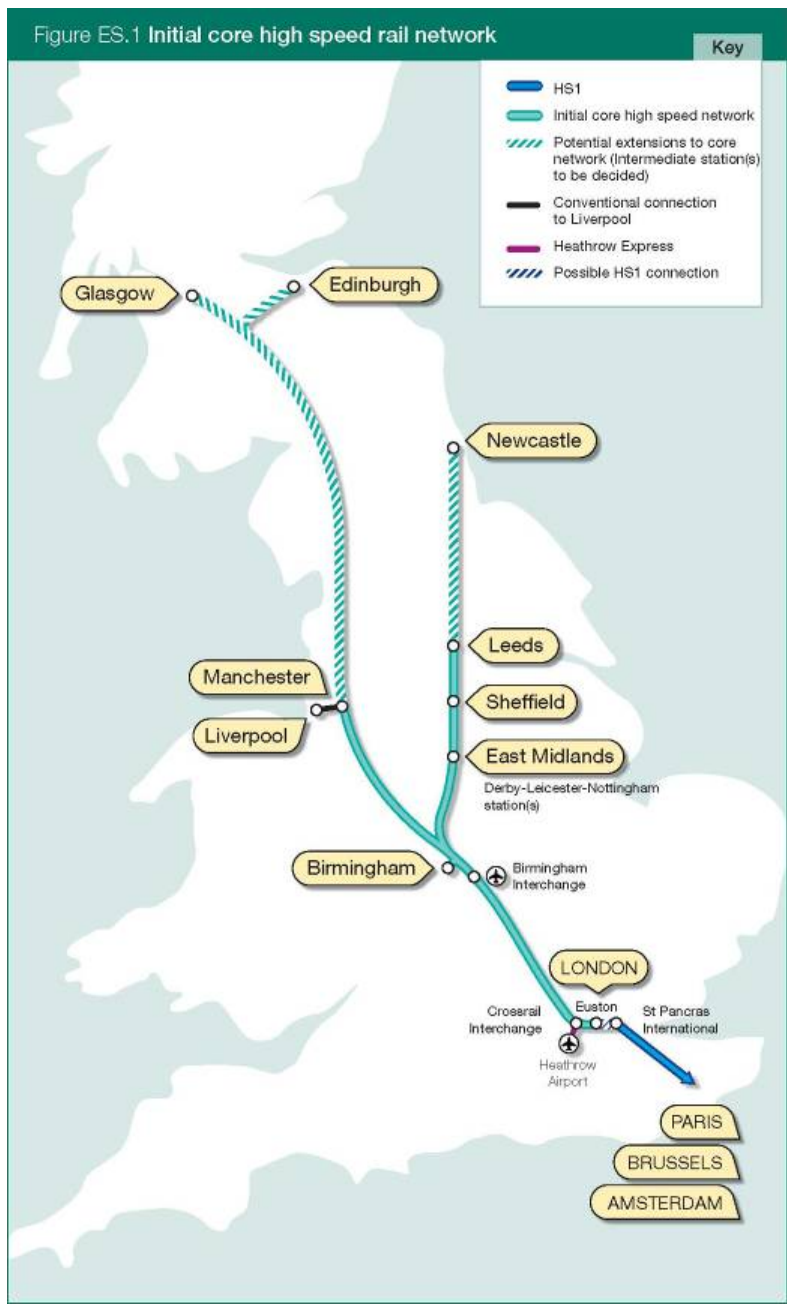 Figure ES.1 Initial core high speed rail network
Key
HS1
Initial core high speed network
Potential extensions to core
network (Intermediate station(s)
to be decided)
Conventional connection
to Liverpool
Heathrow Express
Possible HS1 connection
Glasgow
Edinburgh
Newcastle
Leeds
Manchester
Sheffield
Liverpool
East Midlands
Derby-Leicester-Nottingham
station(s)
Birmingham
Birmingham
Interchange
LONDON
Euston
Crossrail
Interchange
St Pancras
International
Heathrow
Airport
PARIS
BRUSSELS
AMSTERDAM